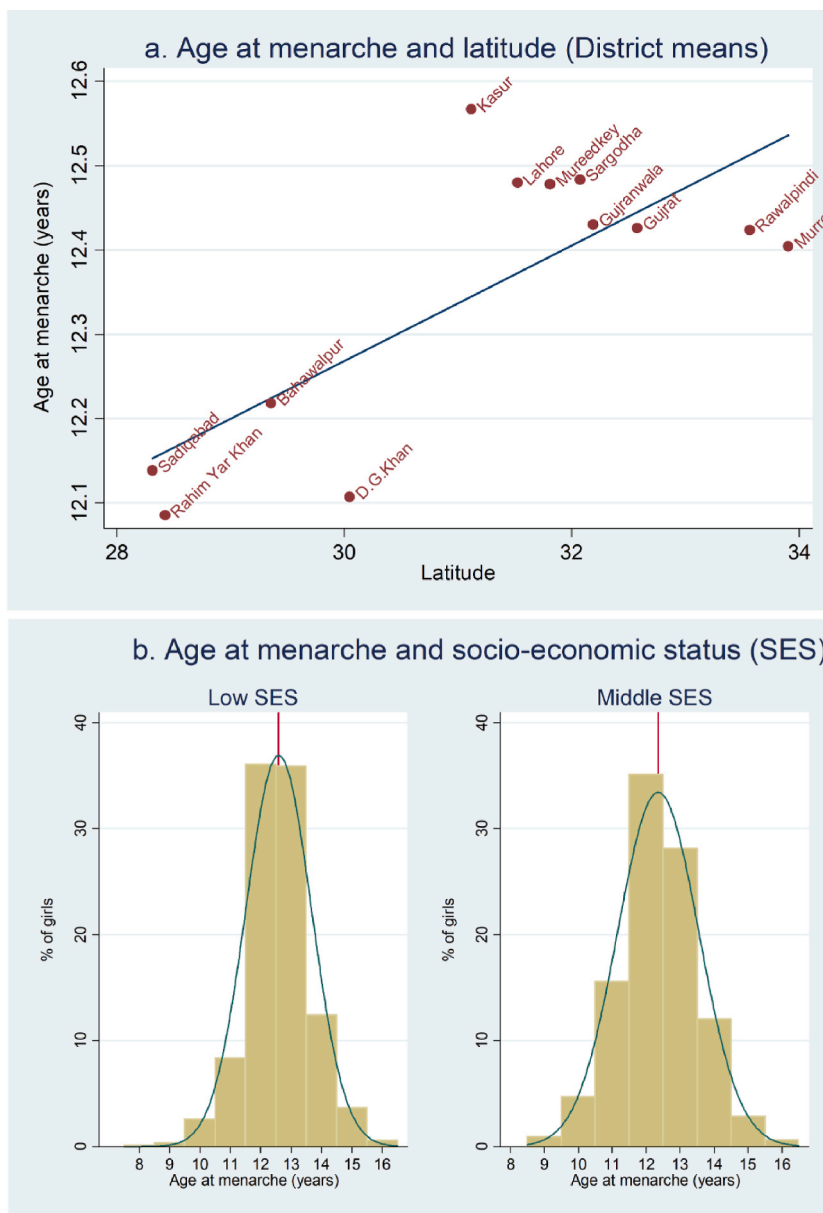 a. Age at menarche and latitude (District means)
Age at menarche (years)
12.6
12.5
12.4
12.3
12.2
12.1
Kasur
Lahore
Mureedkey
Sargodha
Gujranwala
Gujrat
Rawalpindi
Murre
Bahawalpur
Sadiqabad
Rahim Yar Khan
D.G.Khan
28 30 32 34
Latitude
b. Age at menarche and socio-economic status (SES)
Low SES
% of girls
40
30
20
10
0
8 9 10 11 12 13 14 15 16
Age at menarche (years)
Middle SES
% of girls
40
30
20
10
0
8 9 10 11 12 13 14 15 16
Age at menarche (years)